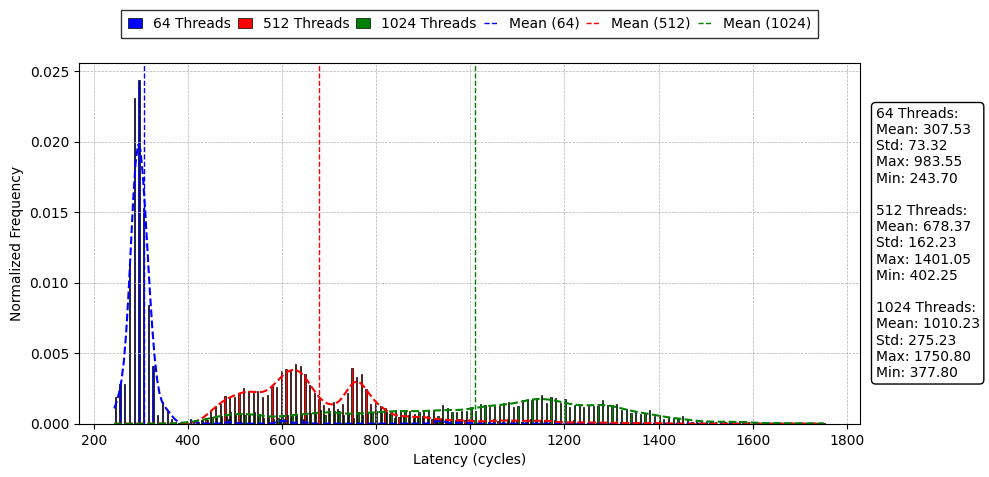 64 Threads 512 Threads 1024 Threads Mean (64) Mean (512) Mean (1024)
0.025
0.020
0.015
0.010
0.005
0.000
Normalized Frequency
200 400 600 800 1000 1200 1400 1600 1800
Latency (cycles)
64 Threads:
Mean: 307.53
Std: 73.32
Max: 983.55
Min: 243.70
512 Threads:
Mean: 678.37
Std: 162.23
Max: 1401.05
Min: 402.25
1024 Threads:
Mean: 1010.23
Std: 275.23
Max: 1750.80
Min: 377.80